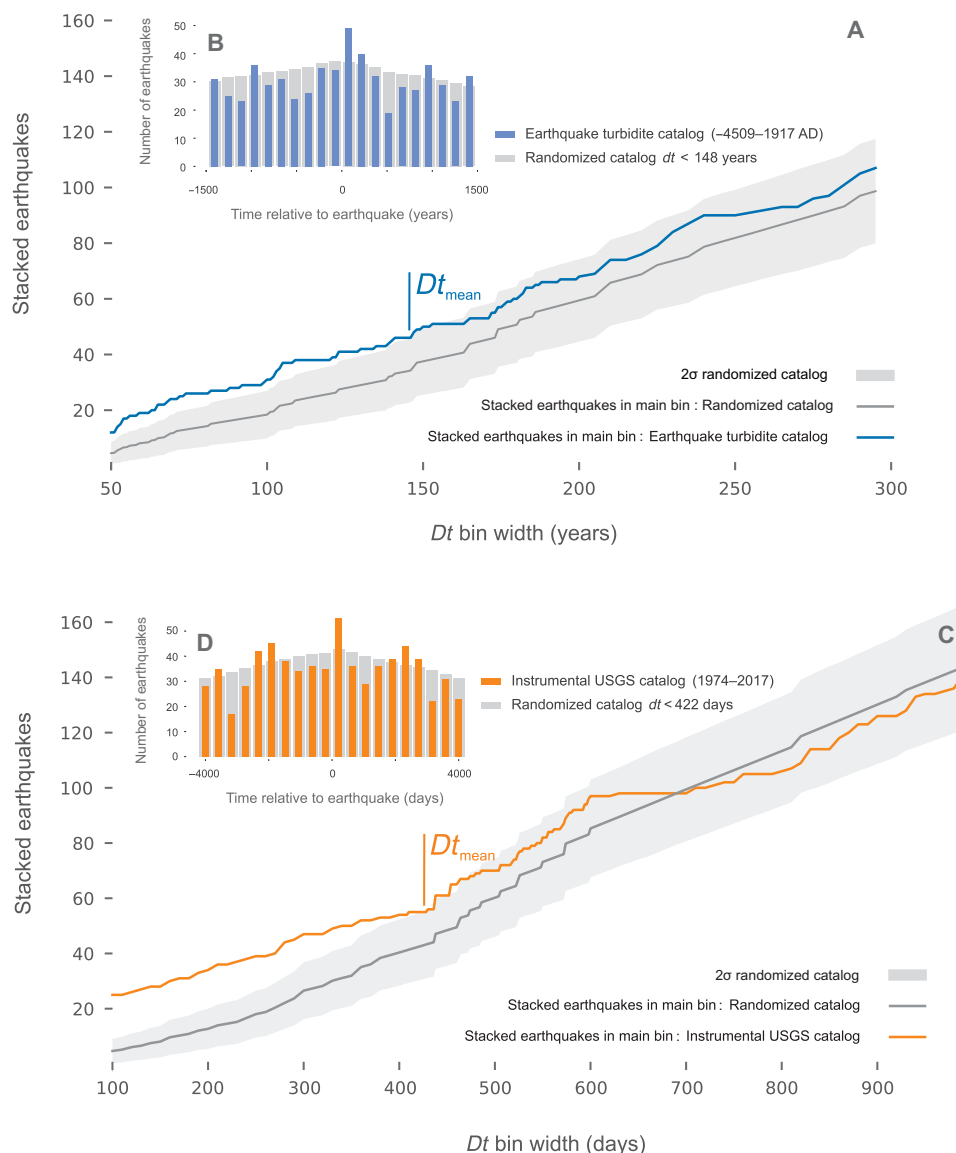 A
B
Stacked earthquakes
160
140
120
100
80
60
40
20
Number of earthquakes
50
40
30
20
10
0
−1500
0
1500
Time relative to earthquake (years)
Earthquake turbidite catalog (–4509–1917 AD)
Randomized catalog dt < 148 years
Dtmean
2σ randomized catalog
Stacked earthquakes in main bin : Randomized catalog
Stacked earthquakes in main bin : Earthquake turbidite catalog
50
100
150
200
250
300
Dt bin width (years)
C
D
Stacked earthquakes
160
140
120
100
80
60
40
20
Number of earthquakes
50
40
30
20
10
0
−4000
0
4000
Time relative to earthquake (days)
Instrumental USGS catalog (1974–2017)
Randomized catalog dt < 422 days
Dtmean
2σ randomized catalog
Stacked earthquakes in main bin : Randomized catalog
Stacked earthquakes in main bin : Instrumental USGS catalog
100
200
300
400
500
600
700
800
900
Dt bin width (days)